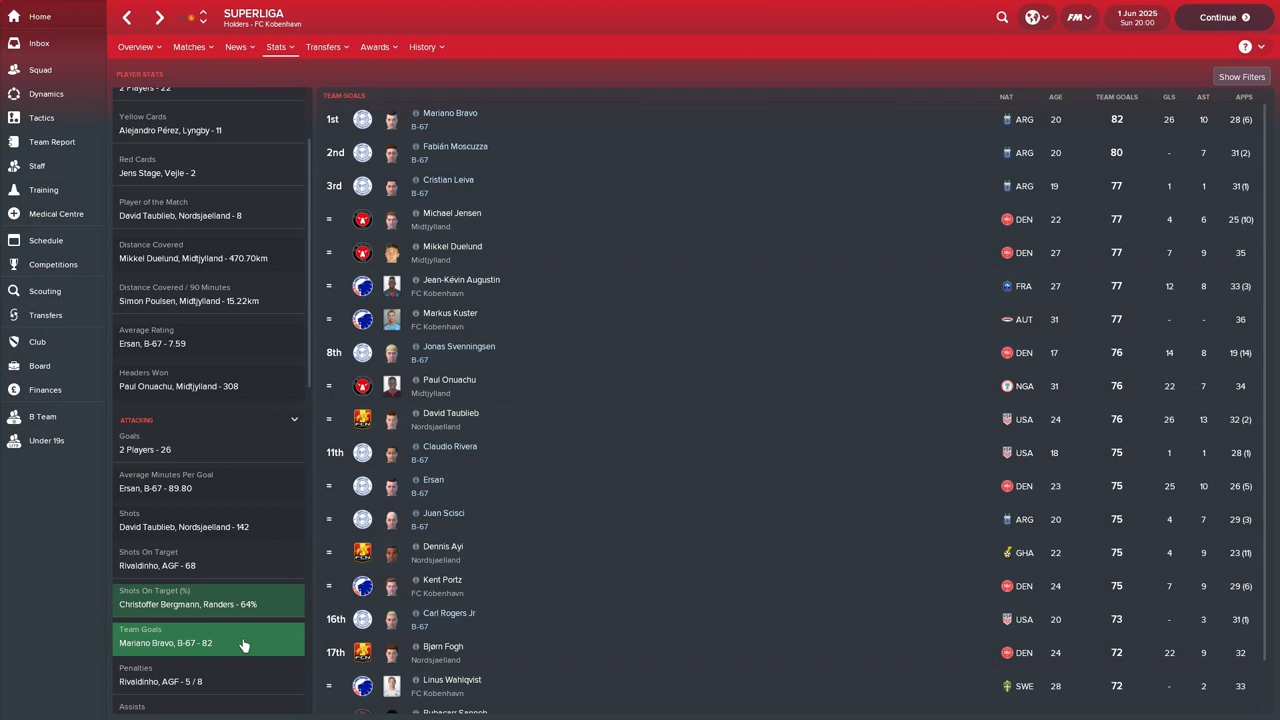 Home
SUPERLIGA
Holders - FC Kobenhavn
FM
1 Jun 2025
Sun 20:00
Continue
Inbox
Squad
Dynamics
Tactics
Team Report
Staff
Training
Medical Centre
Schedule
Competitions
Scouting
Transfers
Club
Board
Finances
B Team
Under 19s
Overview
Matches
News
Stats
Transfers
Awards
History
?
PLAYER STATS
Show Filters
2 Players - 22
Yellow Cards
Alejandro Pérez, Lyngby - 11
Red Cards
Jens Stage, Vejle - 2
Player of the Match
David Taublieb, Nordsjaelland - 8
Distance Covered
Mikkel Duelund, Midtjylland - 470.70km
Distance Covered / 90 Minutes
Simon Poulsen, Midtjylland - 15.22km
Average Rating
Ersan, B-67 - 7.59
Headers Won
Paul Onuachu, Midtjylland - 308
ATTACKING
Goals
2 Players - 26
Average Minutes Per Goal
Ersan, B-67 - 89.80
Shots
David Taublieb, Nordsjaelland - 142
Shots On Target
Rivaldinho, AGF - 68
Shots On Target (%)
Christoffer Bergmann, Randers - 64%
Team Goals
Mariano Bravo, B-67 - 82
Penalties
Rivaldinho, AGF - 5 / 8
Assists
TEAM GOALS NAT AGE TEAM GOALS GLS AST APPS
1st Mariano Bravo ARG 20 82 26 10 28 (6)
B-67
2nd Fabián Moscuzza ARG 20 80 - 7 31 (2)
B-67
3rd Cristian Leiva ARG 19 77 1 1 31 (1)
B-67
= Michael Jensen DEN 22 77 4 6 25 (10)
Midtjylland
= Mikkel Duelund DEN 27 77 7 9 35
Midtjylland
= Jean-Kévin Augustin FRA 27 77 12 8 33 (3)
FC Kobenhavn
= Markus Kuster AUT 31 77 - - 36
FC Kobenhavn
8th Jonas Svenningsen DEN 17 76 14 8 19 (14)
B-67
= Paul Onuachu NGA 31 76 22 7 34
Midtjylland
= David Taublieb USA 24 76 26 13 32 (2)
Nordsjaelland
11th Claudio Rivera USA 18 75 1 1 28 (1)
B-67
= Ersan DEN 23 75 25 10 26 (5)
B-67
= Juan Scisci ARG 20 75 4 7 29 (3)
B-67
= Dennis Ayi GHA 22 75 4 9 23 (11)
Nordsjaelland
= Kent Portz DEN 24 75 7 9 29 (6)
FC Kobenhavn
16th Carl Rogers Jr USA 20 73 - 3 31 (1)
B-67
17th Bjørn Fogh DEN 24 72 22 9 32
Nordsjaelland
= Linus Wahlqvist SWE 28 72 - 2 33
FC Kobenhavn